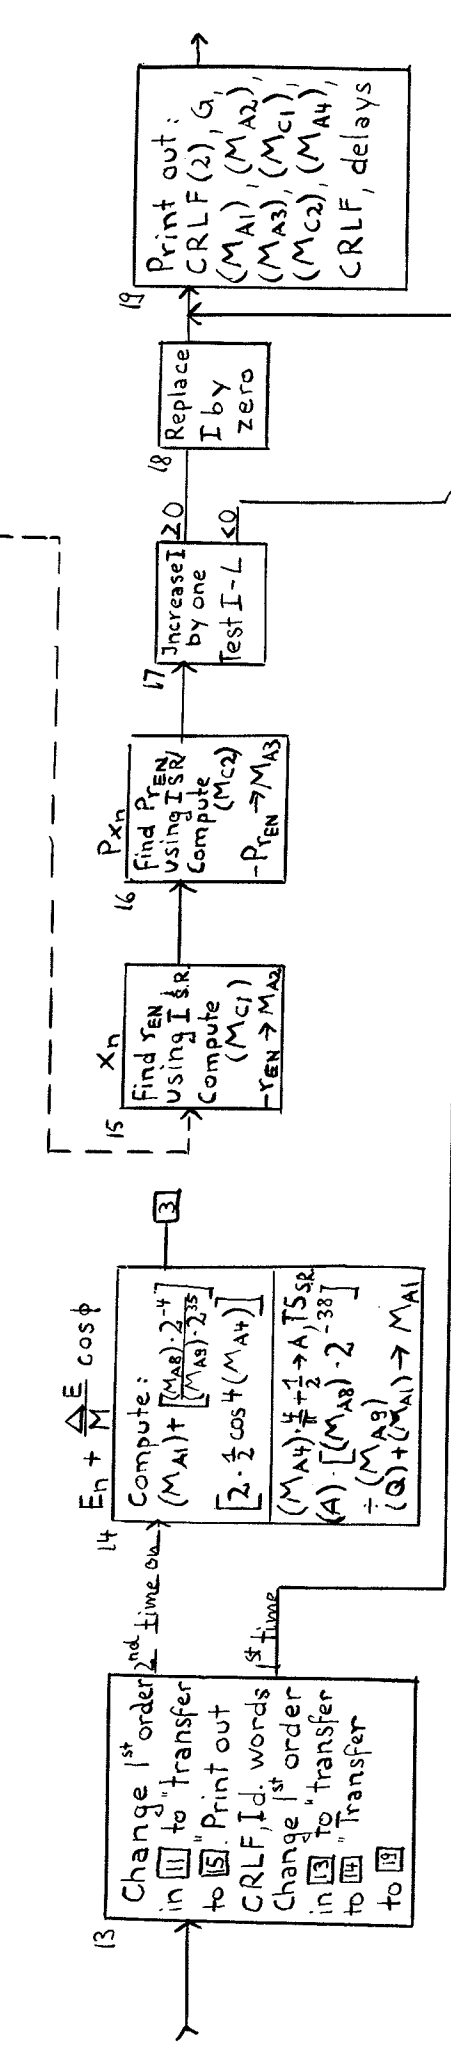 13
Change 1st order
in 11 to "transfer
to 15". Print out
CRLF, Id. words
Change 1st order
in 13 to "transfer
to 14" Transfer
to 19
2nd time on
1st time
14
En + ΔE/M cos φ
Compute:
(MA1) + [(MA8)·2^-4 / (MA9)·2^35]
[2·½ cos 4(MA4)]
(MA4)·4/π + ½ → A, TS S.R.
(A)·[(MA8)·2^-38]
÷ (MA9)
(Q) + (MA1) → MA1
3
15
Xn
Find rEN
using I S.R.
Compute
(MC1)
-rEN → MA2
16
Pxn
Find PrEN
using I SR/
Compute
(MC2)
-PrEN → MA3
17
Increase I
by one
Test I-L
≥0
<0
18
Replace
I by
zero
19
Print out:
CRLF(2), G,
(MA1), (MA2),
(MA3), (MC1),
(MC2), (MA4),
CRLF, delays